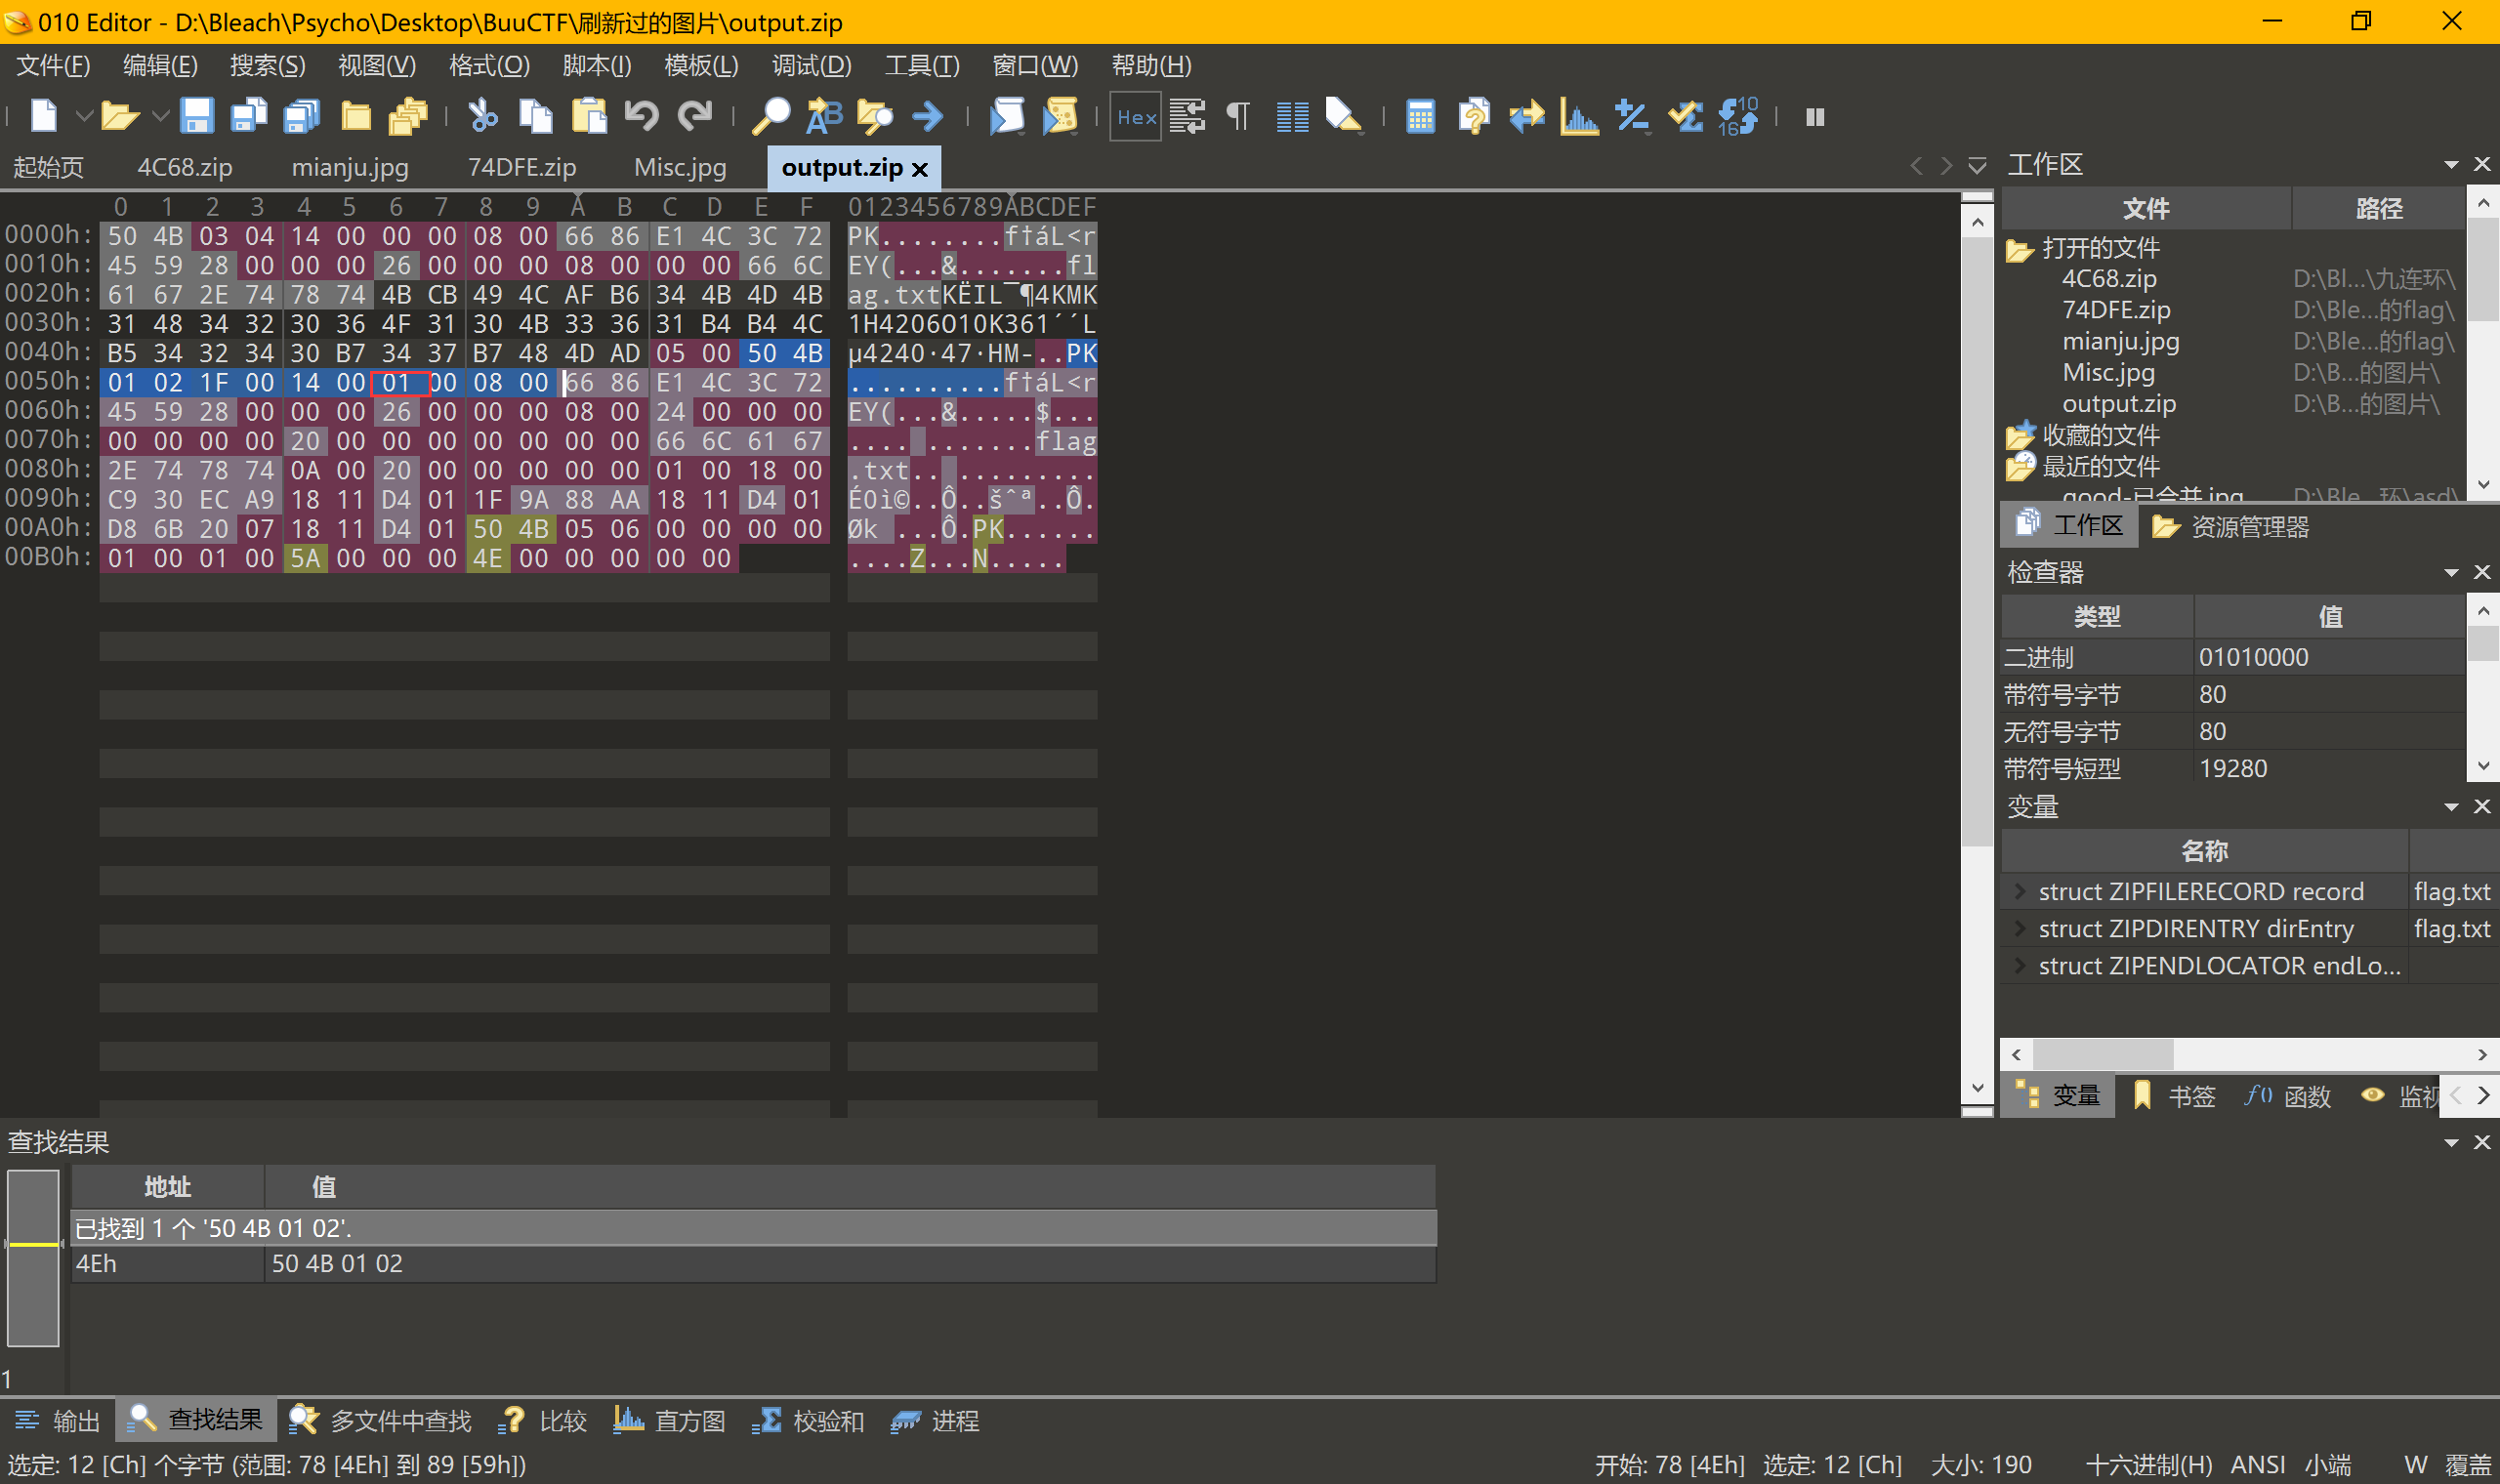 010 Editor - D:\Bleach\Psycho\Desktop\BuuCTF\刷新过的图片\output.zip
文件(F) 编辑(E) 搜索(S) 视图(V) 格式(O) 脚本(I) 模板(L) 调试(D) 工具(T) 窗口(W) 帮助(H)
Hex
起始页 4C68.zip mianju.jpg 74DFE.zip Misc.jpg output.zip
0 1 2 3 4 5 6 7 8 9 A B C D E F 0123456789ABCDEF
0000h: 50 4B 03 04 14 00 00 00 08 00 66 86 E1 4C 3C 72 PK........f†áL<r
0010h: 45 59 28 00 00 00 26 00 00 00 08 00 00 00 66 6C EY(...&.......fl
0020h: 61 67 2E 74 78 74 4B CB 49 4C AF B6 34 4B 4D 4B ag.txtKËIL¯¶4KMK
0030h: 31 48 34 32 30 36 4F 31 30 4B 33 36 31 B4 B4 4C 1H4206O10K361´´L
0040h: B5 34 32 34 30 B7 34 37 B7 48 4D AD 05 00 50 4B µ4240·47·HM-..PK
0050h: 01 02 1F 00 14 00 01 00 08 00 66 86 E1 4C 3C 72 ..........f†áL<r
0060h: 45 59 28 00 00 00 26 00 00 00 08 00 24 00 00 00 EY(...&.....$...
0070h: 00 00 00 00 20 00 00 00 00 00 00 00 66 6C 61 67 .... .......flag
0080h: 2E 74 78 74 0A 00 20 00 00 00 00 00 01 00 18 00 .txt.. .........
0090h: C9 30 EC A9 18 11 D4 01 1F 9A 88 AA 18 11 D4 01 É0ì©..Ô..šˆª..Ô.
00A0h: D8 6B 20 07 18 11 D4 01 50 4B 05 06 00 00 00 00 Øk ...Ô.PK......
00B0h: 01 00 01 00 5A 00 00 00 4E 00 00 00 00 00 ....Z...N.....
工作区
文件 路径
打开的文件
4C68.zip D:\Bl...\九连环\
74DFE.zip D:\Ble...的flag\
mianju.jpg D:\Ble...的flag\
Misc.jpg D:\B...的图片\
output.zip D:\B...的图片\
收藏的文件
最近的文件
good-已合并.jpg D:\Ble...环\asd\
工作区 资源管理器
检查器
类型 值
二进制 01010000
带符号字节 80
无符号字节 80
带符号短型 19280
变量
名称
struct ZIPFILERECORD record flag.txt
struct ZIPDIRENTRY dirEntry flag.txt
struct ZIPENDLOCATOR endLo...
变量 书签 f() 函数 监视
查找结果
地址 值
已找到 1 个 '50 4B 01 02'.
4Eh 50 4B 01 02
1
输出 查找结果 多文件中查找 比较 直方图 校验和 进程
选定: 12 [Ch] 个字节 (范围: 78 [4Eh] 到 89 [59h]) 开始: 78 [4Eh] 选定: 12 [Ch] 大小: 190 十六进制(H) ANSI 小端 W 覆盖